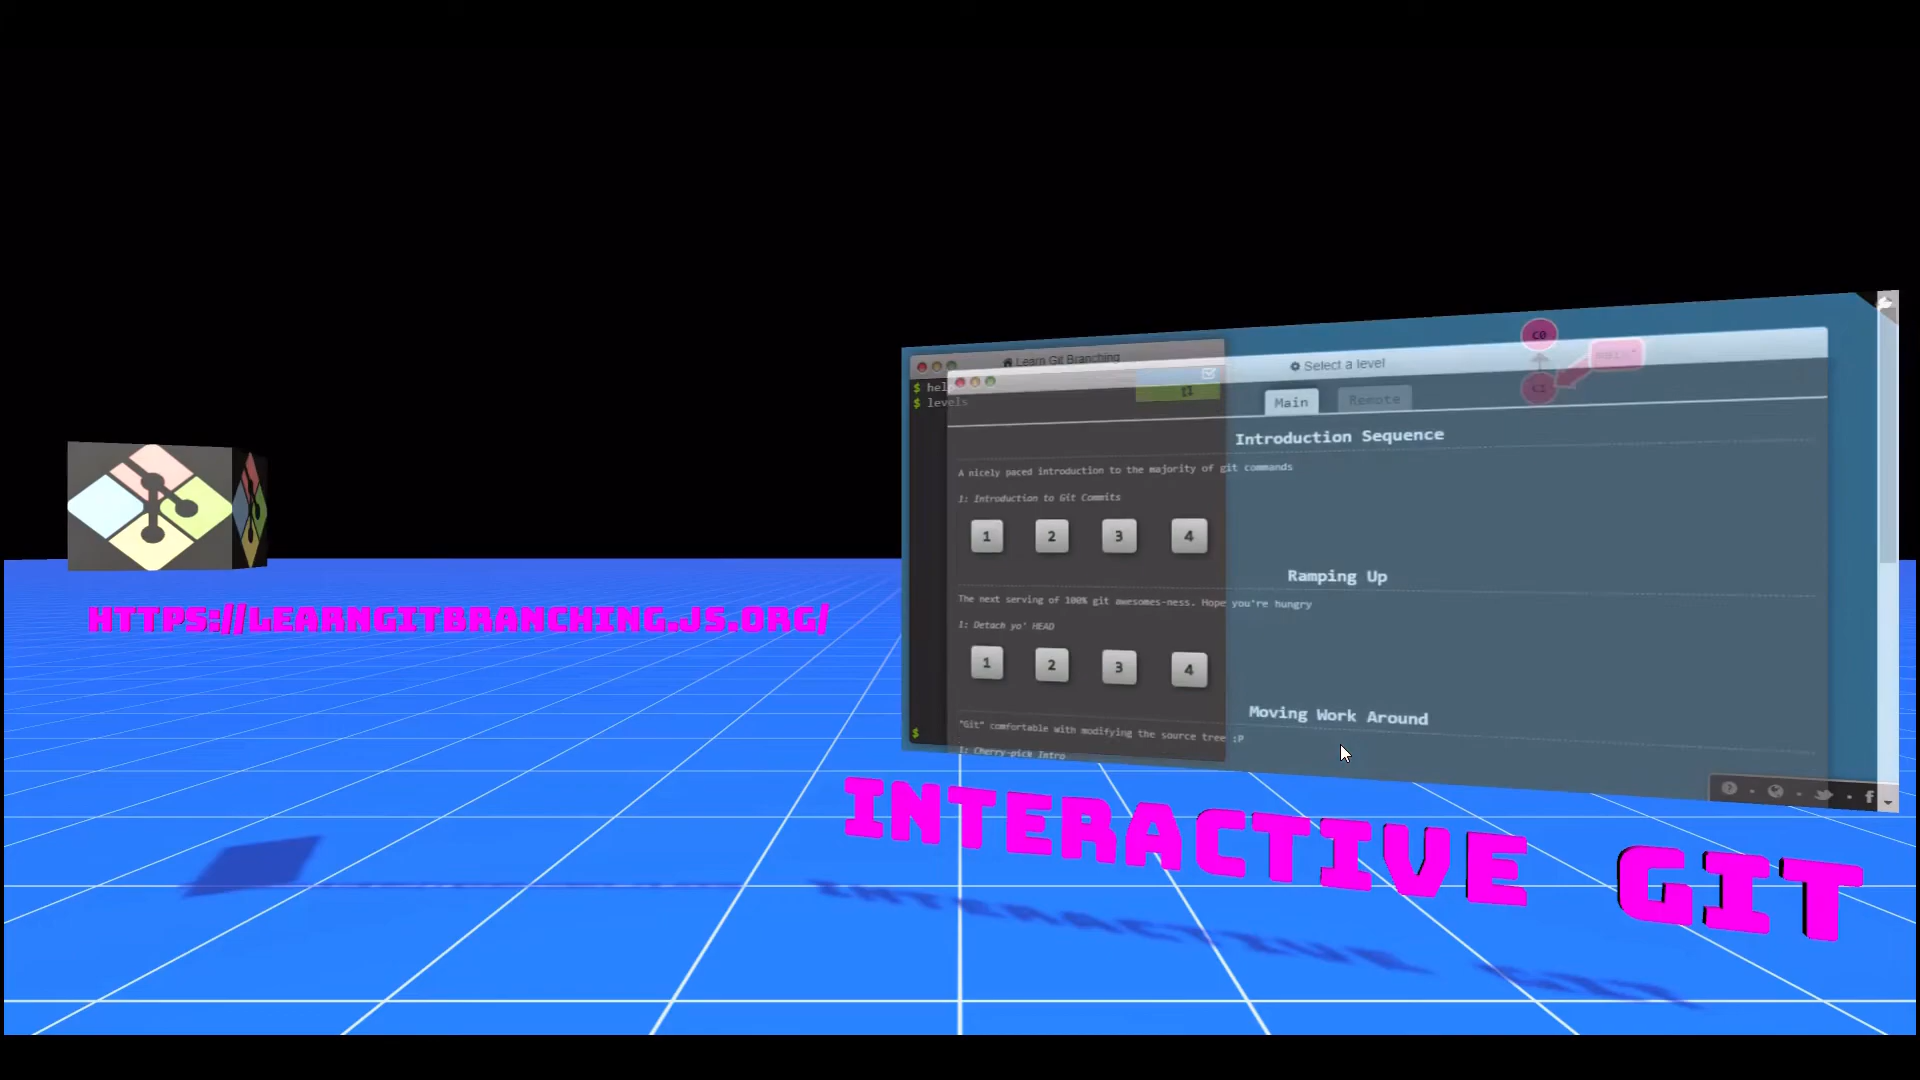 Learn Git Branching
$ hel
$ levels
Select a level
C0
C1
Main
Remote
Introduction Sequence
A nicely paced introduction to the majority of git commands
1: Introduction to Git Commits
1 2 3 4
Ramping Up
The next serving of 100% git awesomes-ness. Hope you're hungry
1: Detach yo' HEAD
1 2 3 4
Moving Work Around
"Git" comfortable with modifying the source tree :P
1: Cherry-pick Intro
$
HTTPS://LEARNGITBRANCHING.JS.ORG/
INTERACTIVE GIT